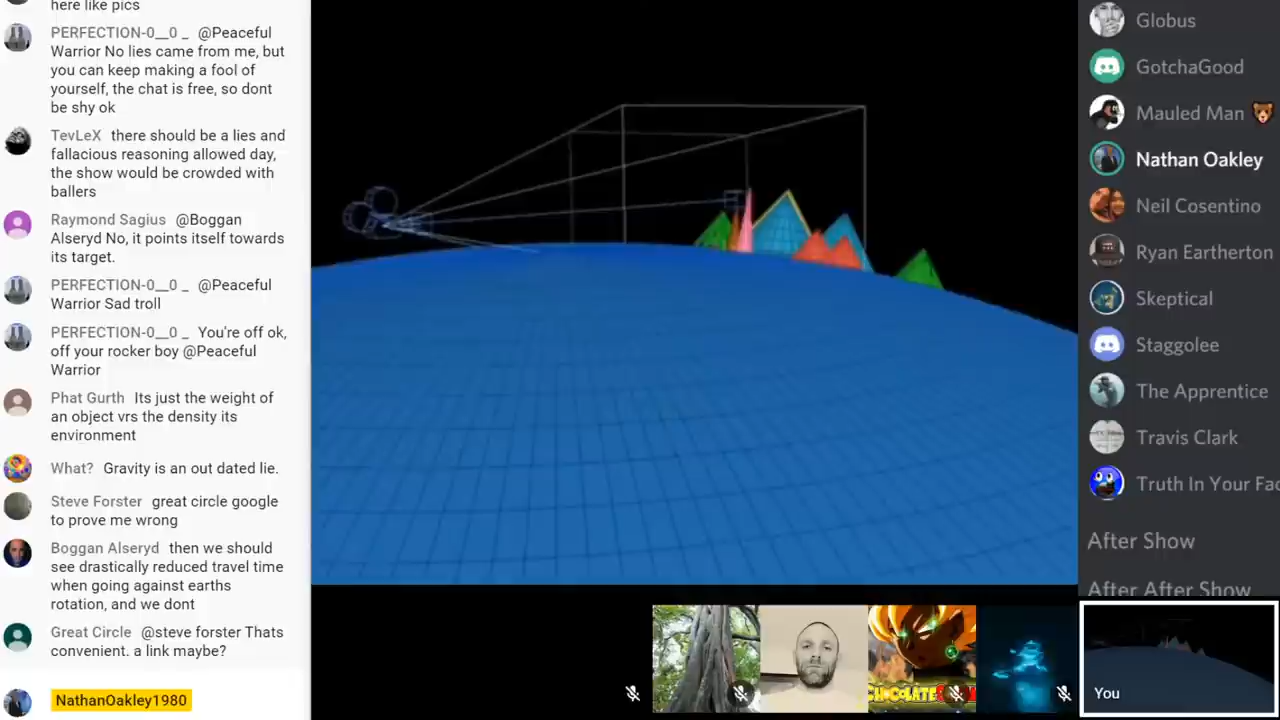 here like pics
PERFECTION-0__0 _ @Peaceful
Warrior No lies came from me, but
you can keep making a fool of
yourself, the chat is free, so dont
be shy ok
TevLeX there should be a lies and
fallacious reasoning allowed day,
the show would be crowded with
ballers
Raymond Sagius @Boggan
Alseryd No, it points itself towards
its target.
PERFECTION-0__0 _ @Peaceful
Warrior Sad troll
PERFECTION-0__0 _ You're off ok,
off your rocker boy @Peaceful
Warrior
Phat Gurth Its just the weight of
an object vrs the density its
environment
What? Gravity is an out dated lie.
Steve Forster great circle google
to prove me wrong
Boggan Alseryd then we should
see drastically reduced travel time
when going against earths
rotation, and we dont
Great Circle @steve forster Thats
convenient. a link maybe?
NathanOakley1980
Globus
GotchaGood
Mauled Man
Nathan Oakley
Neil Cosentino
Ryan Eartherton
Skeptical
Staggolee
The Apprentice
Travis Clark
Truth In Your Fac
After Show
After After Show
You